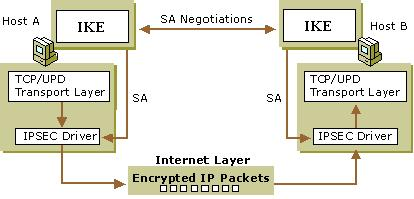 Host A
IKE
SA Negotiations
IKE
Host B
TCP/UPD
Transport Layer
SA
SA
TCP/UPD
Transport Layer
IPSEC Driver
IPSEC Driver
Internet Layer
Encrypted IP Packets